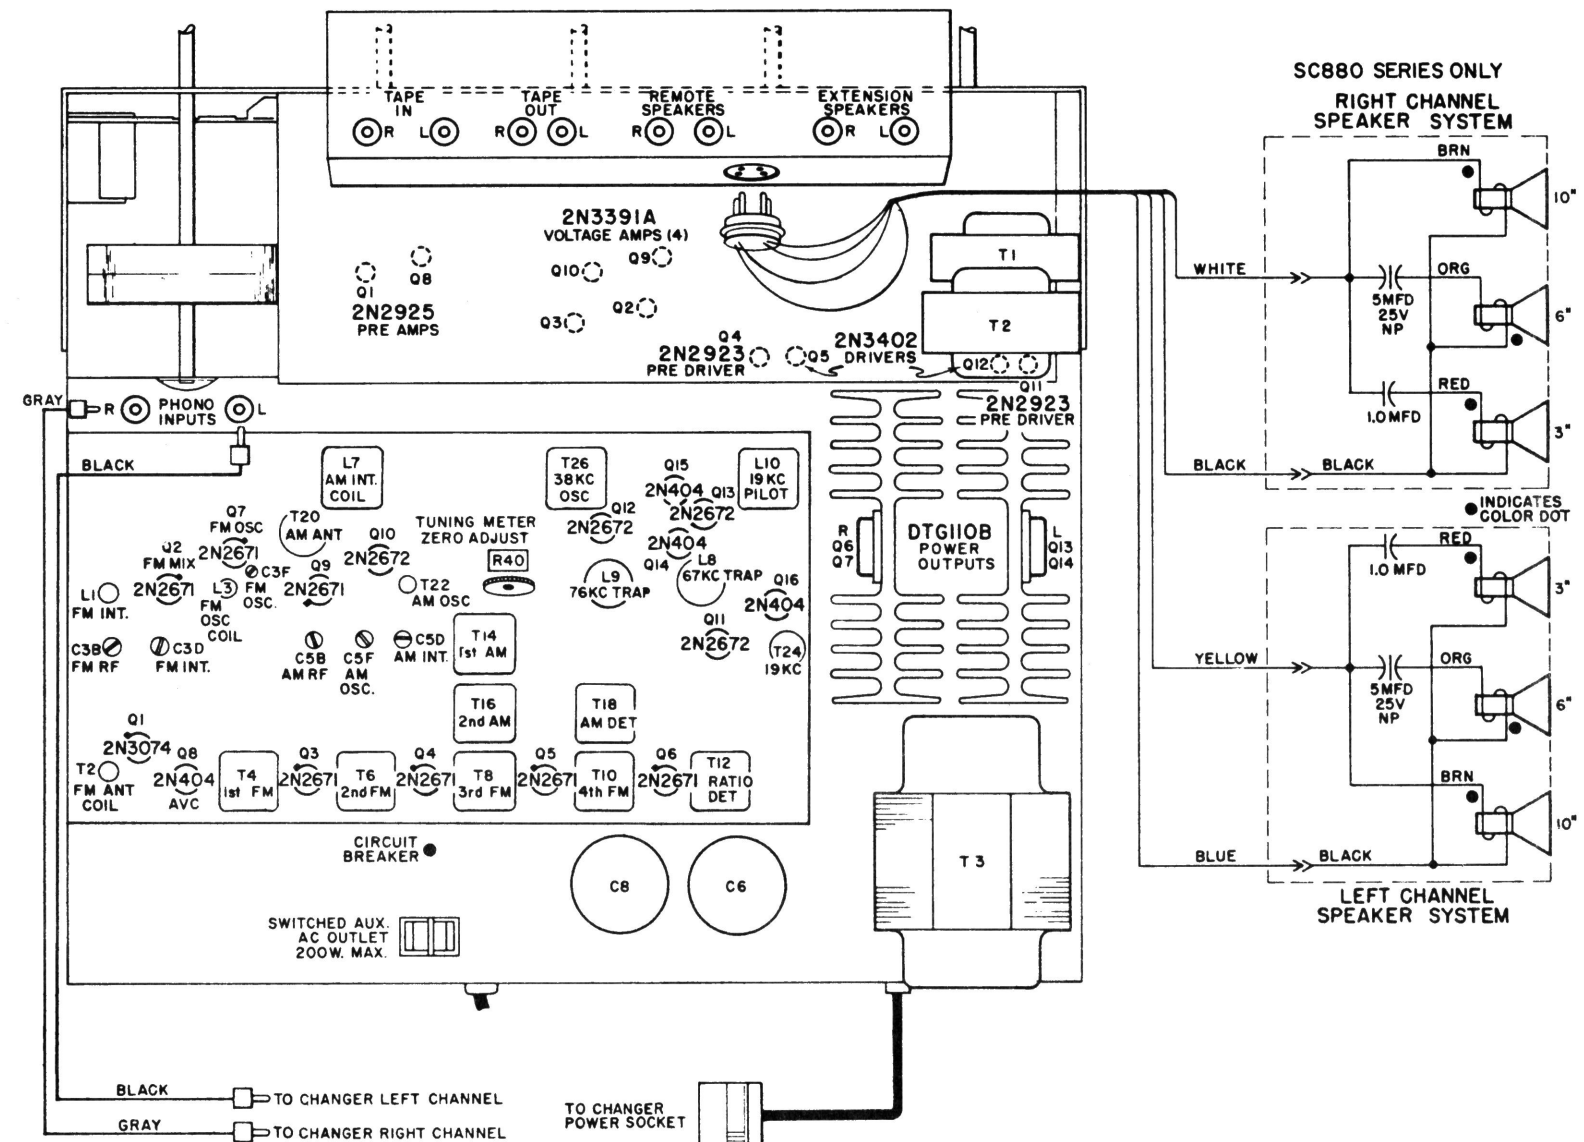 SC880 SERIES ONLY
RIGHT CHANNEL
SPEAKER SYSTEM
TAPE
IN
TAPE
OUT
REMOTE
SPEAKERS
EXTENSION
SPEAKERS
R
L
R
L
R
L
R
L
BRN
10"
2N3391A
VOLTAGE AMPS (4)
Q8
Q1
2N2925
PRE AMPS
Q10
Q9
Q3
Q2
T1
T2
WHITE
ORG
5MFD
25V
NP
6"
Q4
2N2923
PRE DRIVER
Q5
2N3402
DRIVERS
Q12
Q11
2N2923
PRE DRIVER
RED
1.0MFD
3"
GRAY
R
PHONO
INPUTS
L
BLACK
BLACK
BLACK
INDICATES
COLOR DOT
L7
AM INT.
COIL
T26
38KC
OSC
Q15
2N404
L10
19KC
PILOT
Q13
2N2672
Q7
FM OSC
2N2671
T20
AM ANT
Q10
2N2672
TUNING METER
ZERO ADJUST
R40
Q12
2N2672
2N404
Q14
R
Q6
Q7
DTG110B
POWER
OUTPUTS
L
Q13
Q14
Q2
FM MIX
2N2671
L1
FM INT.
L3
FM
OSC
COIL
C3F
FM
OSC.
Q9
2N2671
T22
AM OSC
L9
76KC TRAP
L8
67KC TRAP
Q16
2N404
C3B
FM RF
C3D
FM INT.
C5B
AM RF
C5F
AM
OSC.
C5D
AM INT.
T14
1st AM
Q11
2N2672
T24
19KC
RED
1.0 MFD
3"
YELLOW
ORG
5MFD
25V
NP
6"
T16
2nd AM
T18
AM DET
Q1
2N3074
T2
FM ANT
COIL
Q8
2N404
AVC
T4
1st FM
Q3
2N2671
T6
2nd FM
Q4
2N2671
T8
3rd FM
Q5
2N2671
T10
4th FM
Q6
2N2671
T12
RATIO
DET
BRN
10"
CIRCUIT
BREAKER
C8
C6
T3
BLUE
BLACK
LEFT CHANNEL
SPEAKER SYSTEM
SWITCHED AUX.
AC OUTLET
200W. MAX.
BLACK
TO CHANGER LEFT CHANNEL
GRAY
TO CHANGER RIGHT CHANNEL
TO CHANGER
POWER SOCKET